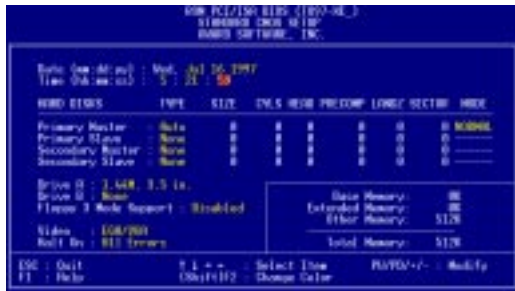 ROM PCI/ISA BIOS
STANDARD CMOS SETUP
AWARD SOFTWARE, INC.
Date (mm:dd:yy) : Wed, Jul 16 1997
Time (hh:mm:ss) :
HARD DISKS TYPE SIZE CYLS HEAD PRECOMP LANDZ SECTOR MODE
Primary Master : Auto 0 0 0 0 0 0 NORMAL
Primary Slave : None 0 0 0 0 0 0 ------
Secondary Master : None 0 0 0 0 0 0 ------
Secondary Slave : None 0 0 0 0 0 0 ------
Drive A : 1.44M, 3.5 in.
Drive B : None
Floppy 3 Mode Support : Disabled
Video : EGA/VGA
Halt On : All Errors
Base Memory: 0K
Extended Memory: 0K
Other Memory: 512K
Total Memory: 512K
ESC : Quit
F1 : Help
Select Item
(Shift)F2 : Change Color
PU/PD/+/- : Modify